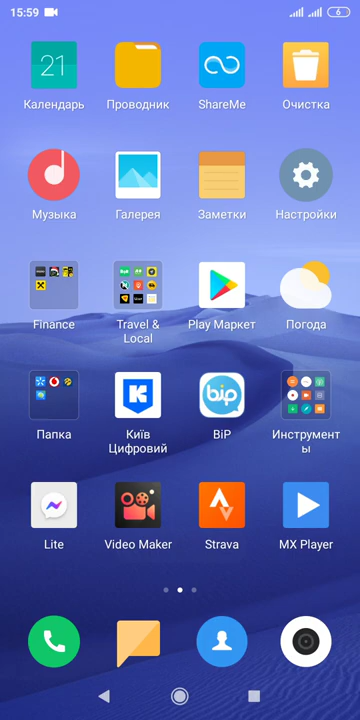 15:59
6
21
Календарь
Проводник
ShareMe
Очистка
Музыка
Галерея
Заметки
Настройки
Finance
Travel &
Local
Play Маркет
Погода
bip
Папка
Київ
Цифровий
BiP
Инструмент
ы
Lite
Video Maker
Strava
MX Player